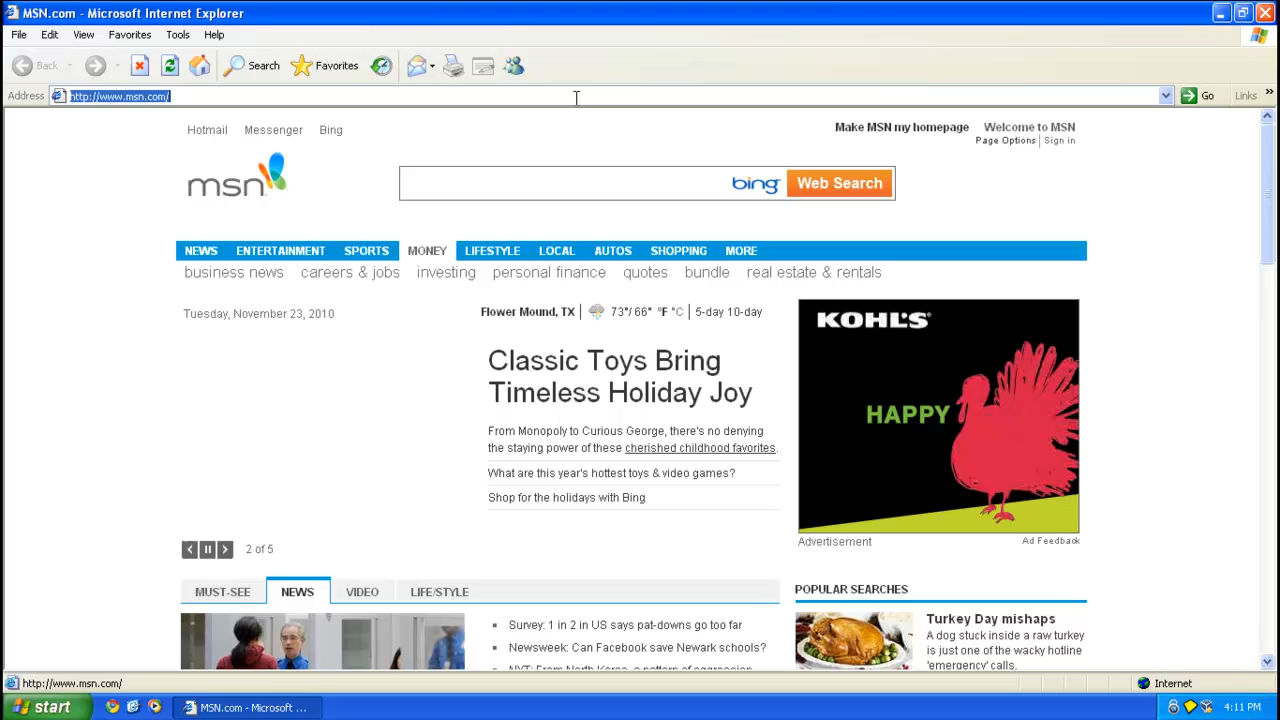 MSN.com - Microsoft Internet Explorer
File Edit View Favorites Tools Help
Back Search Favorites
Address http://www.msn.com/ Go Links »
Hotmail Messenger Bing
Make MSN my homepage Welcome to MSN
Page Options Sign in
msn
bing Web Search
NEWS ENTERTAINMENT SPORTS MONEY LIFESTYLE LOCAL AUTOS SHOPPING MORE
business news careers & jobs investing personal finance quotes bundle real estate & rentals
Tuesday, November 23, 2010
Flower Mound, TX 73°/ 66° °F °C 5-day 10-day
Classic Toys Bring
Timeless Holiday Joy
From Monopoly to Curious George, there's no denying
the staying power of these cherished childhood favorites.
What are this year's hottest toys & video games?
Shop for the holidays with Bing
2 of 5
KOHL'S
HAPPY
Advertisement Ad Feedback
MUST-SEE NEWS VIDEO LIFE/STYLE
Survey: 1 in 2 in US says pat-downs go too far
Newsweek: Can Facebook save Newark schools?
NYT: From North Korea, a pattern of aggression
POPULAR SEARCHES
Turkey Day mishaps
A dog stuck inside a raw turkey
is just one of the wacky hotline
'emergency' calls.
http://www.msn.com/ Internet
start MSN.com - Microsoft ... 4:11 PM